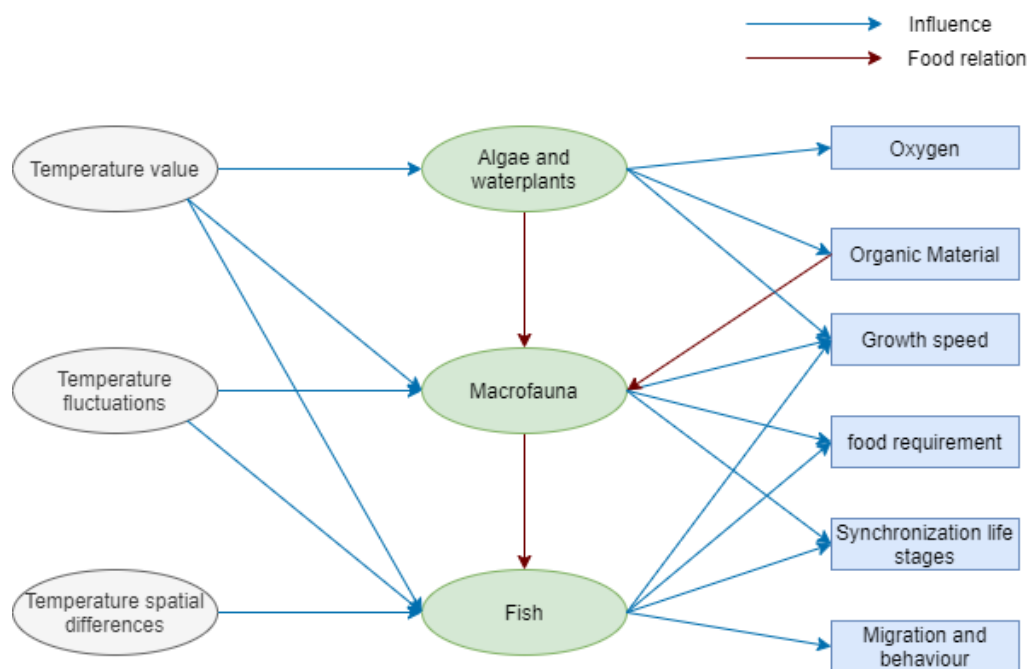 Influence
Food relation
Temperature value
Algae and
waterplants
Oxygen
Organic Material
Growth speed
Temperature
fluctuations
Macrofauna
food requirement
Synchronization life
stages
Temperature spatial
differences
Fish
Migration and
behaviour